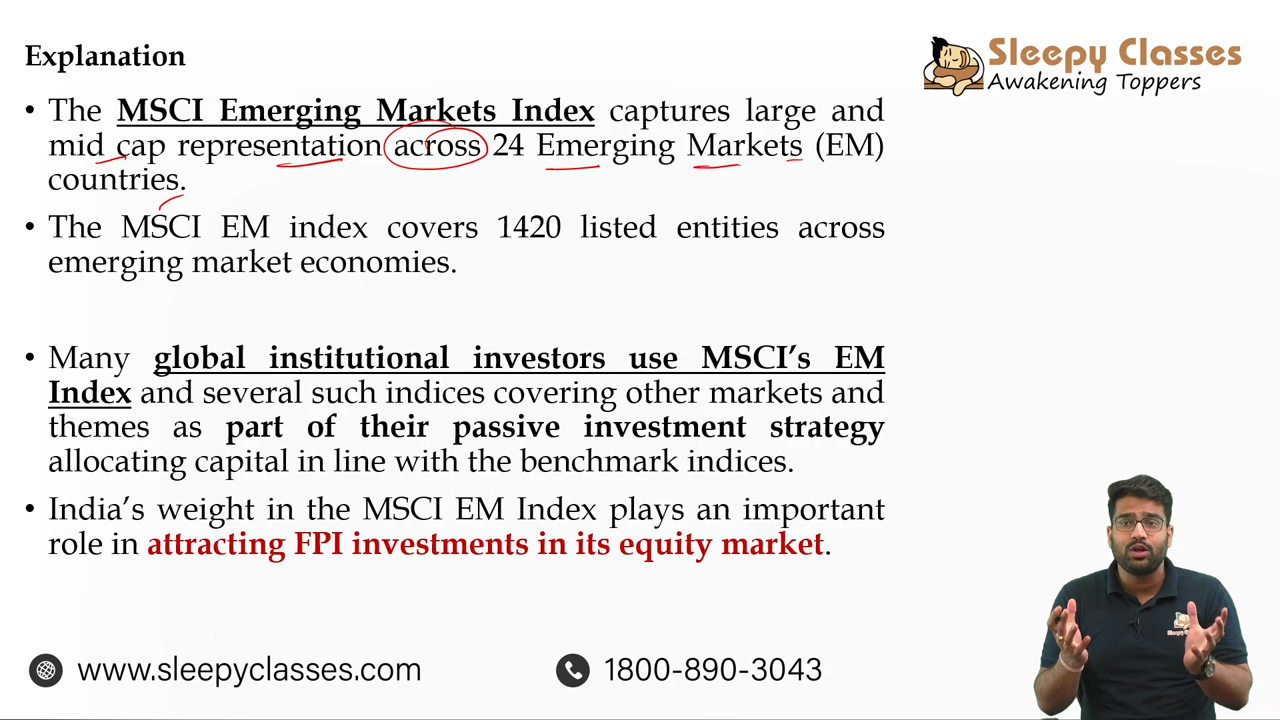 Explanation
Sleepy Classes
Awakening Toppers
• The MSCI Emerging Markets Index captures large and
mid cap representation across 24 Emerging Markets (EM)
countries.
• The MSCI EM index covers 1420 listed entities across
emerging market economies.
• Many global institutional investors use MSCI’s EM
Index and several such indices covering other markets and
themes as part of their passive investment strategy
allocating capital in line with the benchmark indices.
• India’s weight in the MSCI EM Index plays an important
role in attracting FPI investments in its equity market.
Sleepy Classes
www.sleepyclasses.com
1800-890-3043